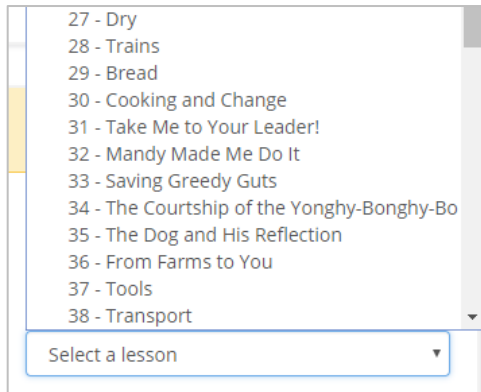 27 - Dry
28 - Trains
29 - Bread
30 - Cooking and Change
31 - Take Me to Your Leader!
32 - Mandy Made Me Do It
33 - Saving Greedy Guts
34 - The Courtship of the Yonghy-Bonghy-Bo
35 - The Dog and His Reflection
36 - From Farms to You
37 - Tools
38 - Transport
Select a lesson